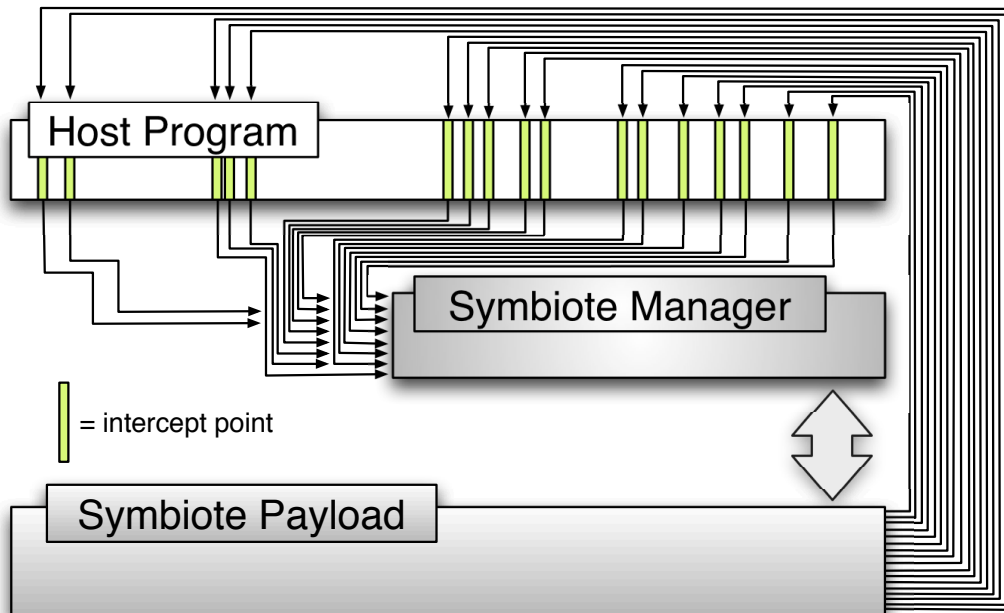 Host Program
Symbiote Manager
= intercept point
Symbiote Payload